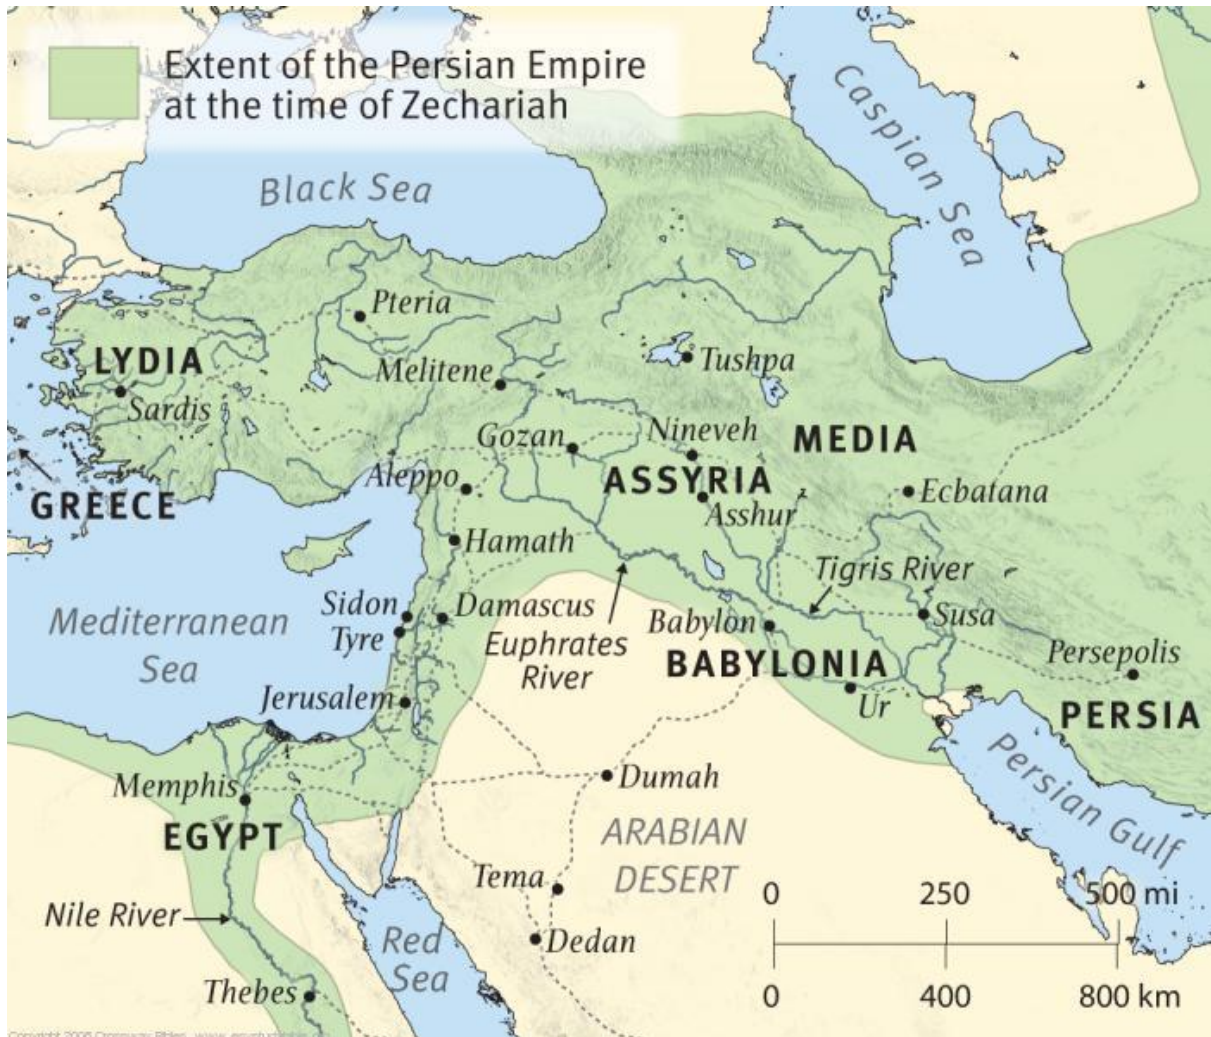 Extent of the Persian Empire
at the time of Zechariah
Caspian Sea
Black Sea
Pteria
LYDIA
Sardis
Melitene
Tushpa
Gozan
Nineveh
MEDIA
Aleppo
ASSYRIA
Asshur
Ecbatana
GREECE
Hamath
Tigris River
Sidon
Tyre
Damascus
Euphrates
River
Babylon
Susa
Mediterranean
Sea
BABYLONIA
Persepolis
Jerusalem
Ur
PERSIA
Persian Gulf
Memphis
EGYPT
Dumah
ARABIAN
DESERT
Tema
Nile River
Red
Sea
Dedan
Thebes
0 250 500 mi
0 400 800 km